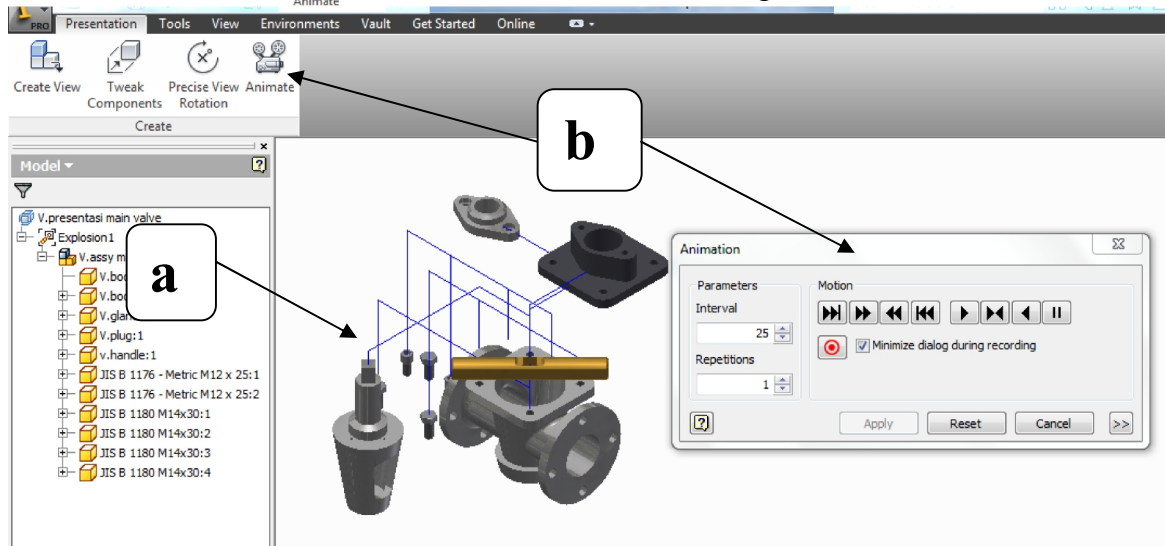 Animate
PRO
Presentation Tools View Environments Vault Get Started Online
Create View
Tweak Components
Precise View Rotation
Animate
Create
Model
V.presentasi main valve
Explosion1
V.assy m
V.bo
V.bo
V.glan
V.plug:1
v.handle:1
JIS B 1176 - Metric M12 x 25:1
JIS B 1176 - Metric M12 x 25:2
JIS B 1180 M14x30:1
JIS B 1180 M14x30:2
JIS B 1180 M14x30:3
JIS B 1180 M14x30:4
a
b
Animation
Parameters
Interval
25
Repetitions
1
Motion
Minimize dialog during recording
Apply Reset Cancel >>